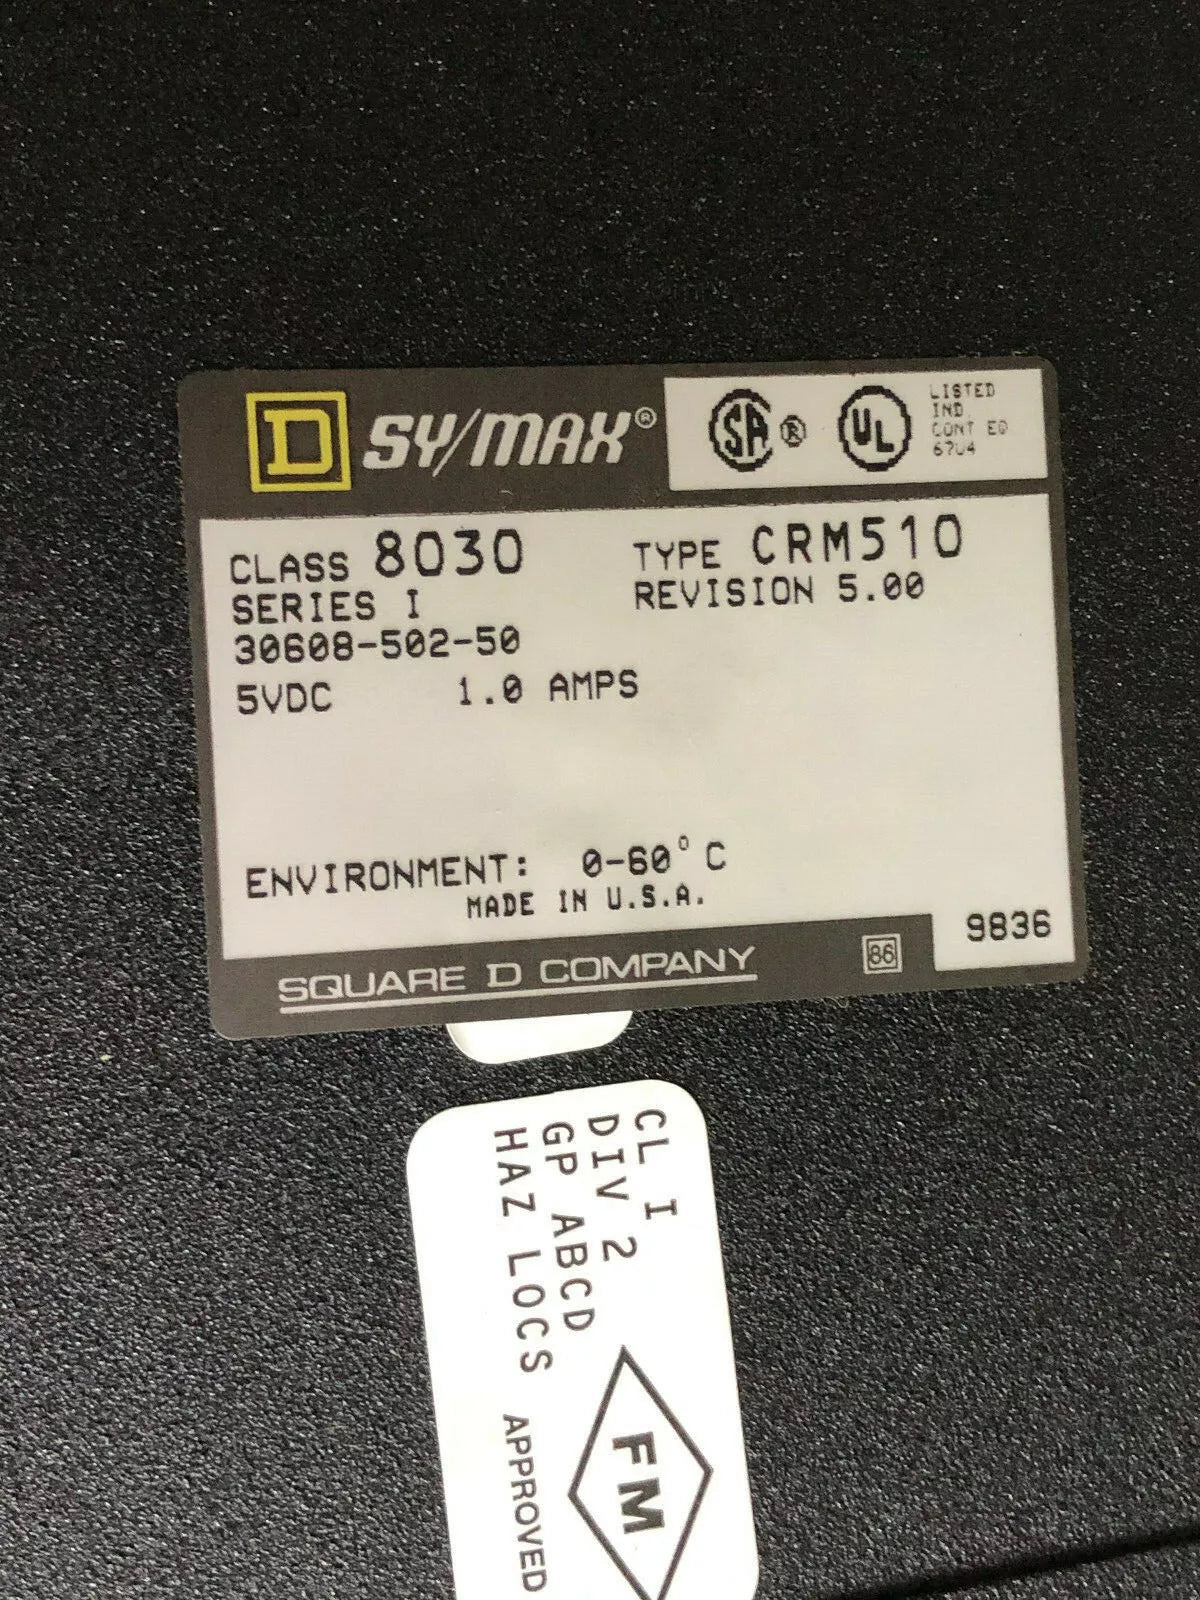 D SY/MAX®
SA ®
UL
LISTED
IND.
CONT EQ
67U4
CLASS 8030
SERIES I
30608-502-50
5VDC 1.0 AMPS
TYPE CRM510
REVISION 5.00
ENVIRONMENT: 0-60°C
MADE IN U.S.A.
9836
SQUARE D COMPANY
86
CL I
DIV 2
GP ABCD
HAZ LOCS
FM
APPROVED